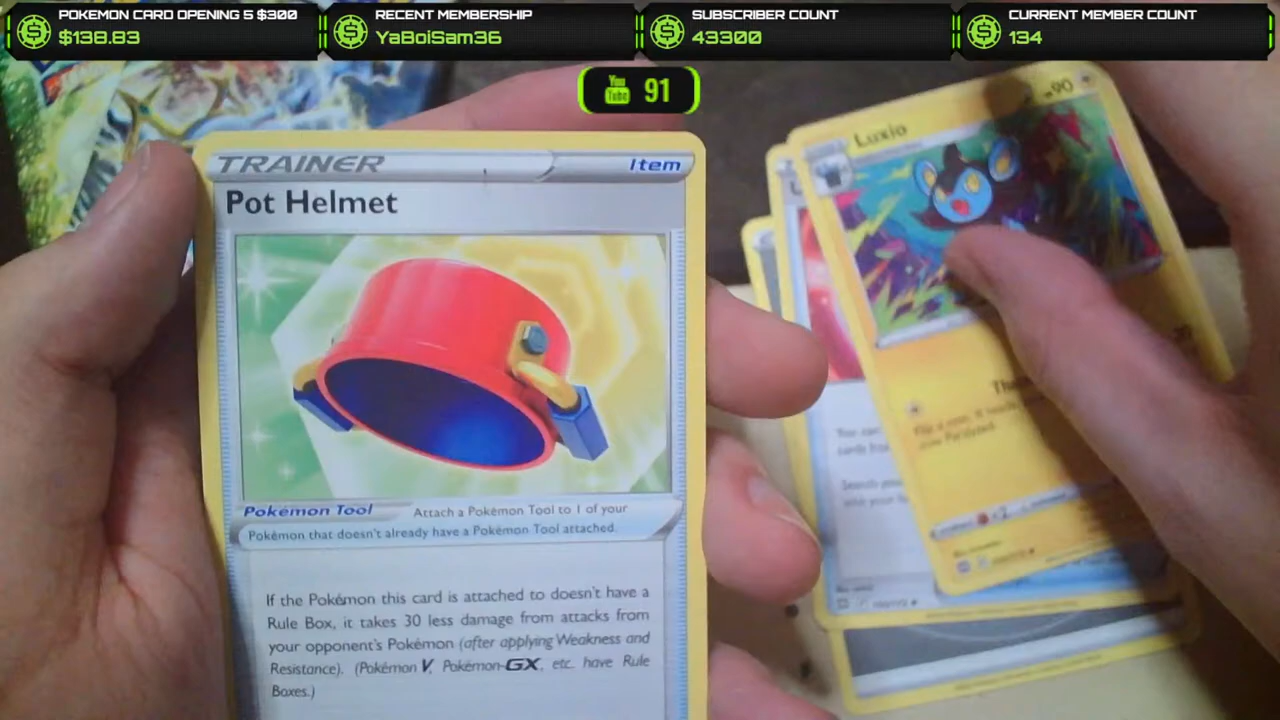 POKEMON CARD OPENING 5 $300
$138.83
RECENT MEMBERSHIP
YaBoiSam36
SUBSCRIBER COUNT
43300
CURRENT MEMBER COUNT
134
You
Tube
91
TRAINER
Item
Pot Helmet
Pokémon Tool
Attach a Pokémon Tool to 1 of your
Pokémon that doesn't already have a Pokémon Tool attached.
If the Pokémon this card is attached to doesn't have a
Rule Box, it takes 30 less damage from attacks from
your opponent's Pokémon (after applying Weakness and
Resistance). (Pokémon V, Pokémon-GX, etc. have Rule
Boxes.)
Luxio
90